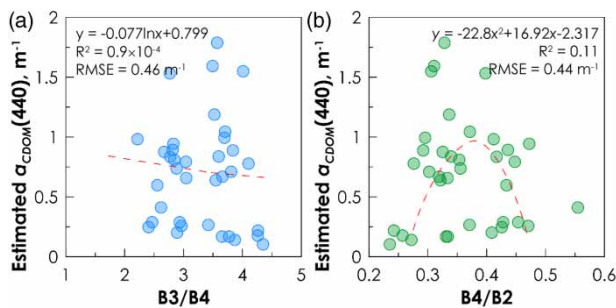 (a)
y = -0.077lnx+0.799
R² = 0.9×10⁻⁴
RMSE = 0.46 m⁻¹
Estimated a_CDOM(440), m⁻¹
2
1.5
1
0.5
0
1 2 3 4 5
B3/B4
(b)
y = -22.8x²+16.92x-2.317
R² = 0.11
RMSE = 0.44 m⁻¹
Estimated a_CDOM(440), m⁻¹
2
1.5
1
0.5
0
0.2 0.3 0.4 0.5 0.6
B4/B2